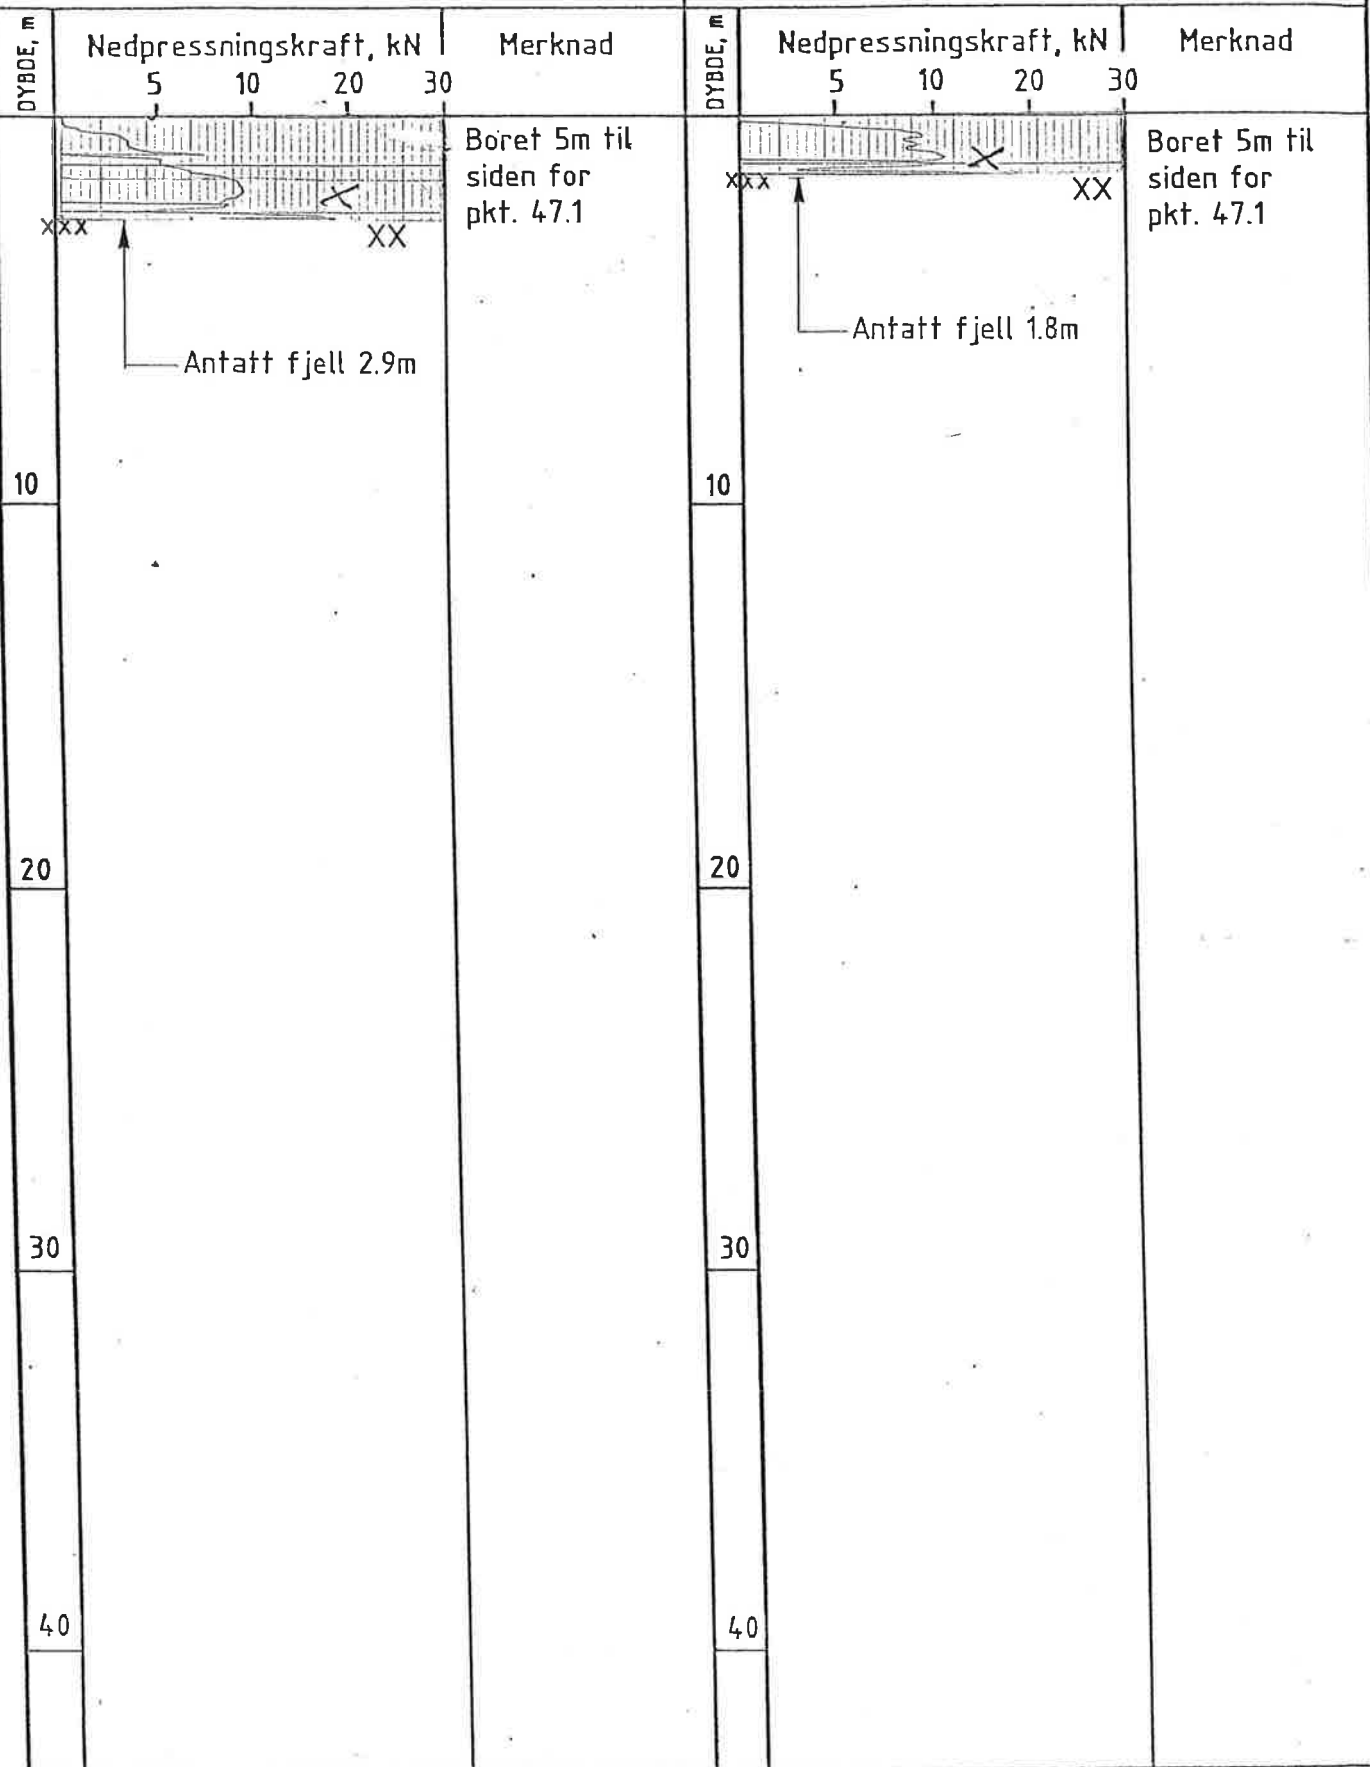 DYBDE, m
Nedpressningskraft, kN
Merknad
5 10 20 30
Boret 5m til
siden for
pkt. 47.1
X
XXX
XX
Antatt fjell 2.9m
10
20
30
40
DYBDE, m
Nedpressningskraft, kN
Merknad
5 10 20 30
Boret 5m til
siden for
pkt. 47.1
X
XXX
XX
Antatt fjell 1.8m
10
20
30
40